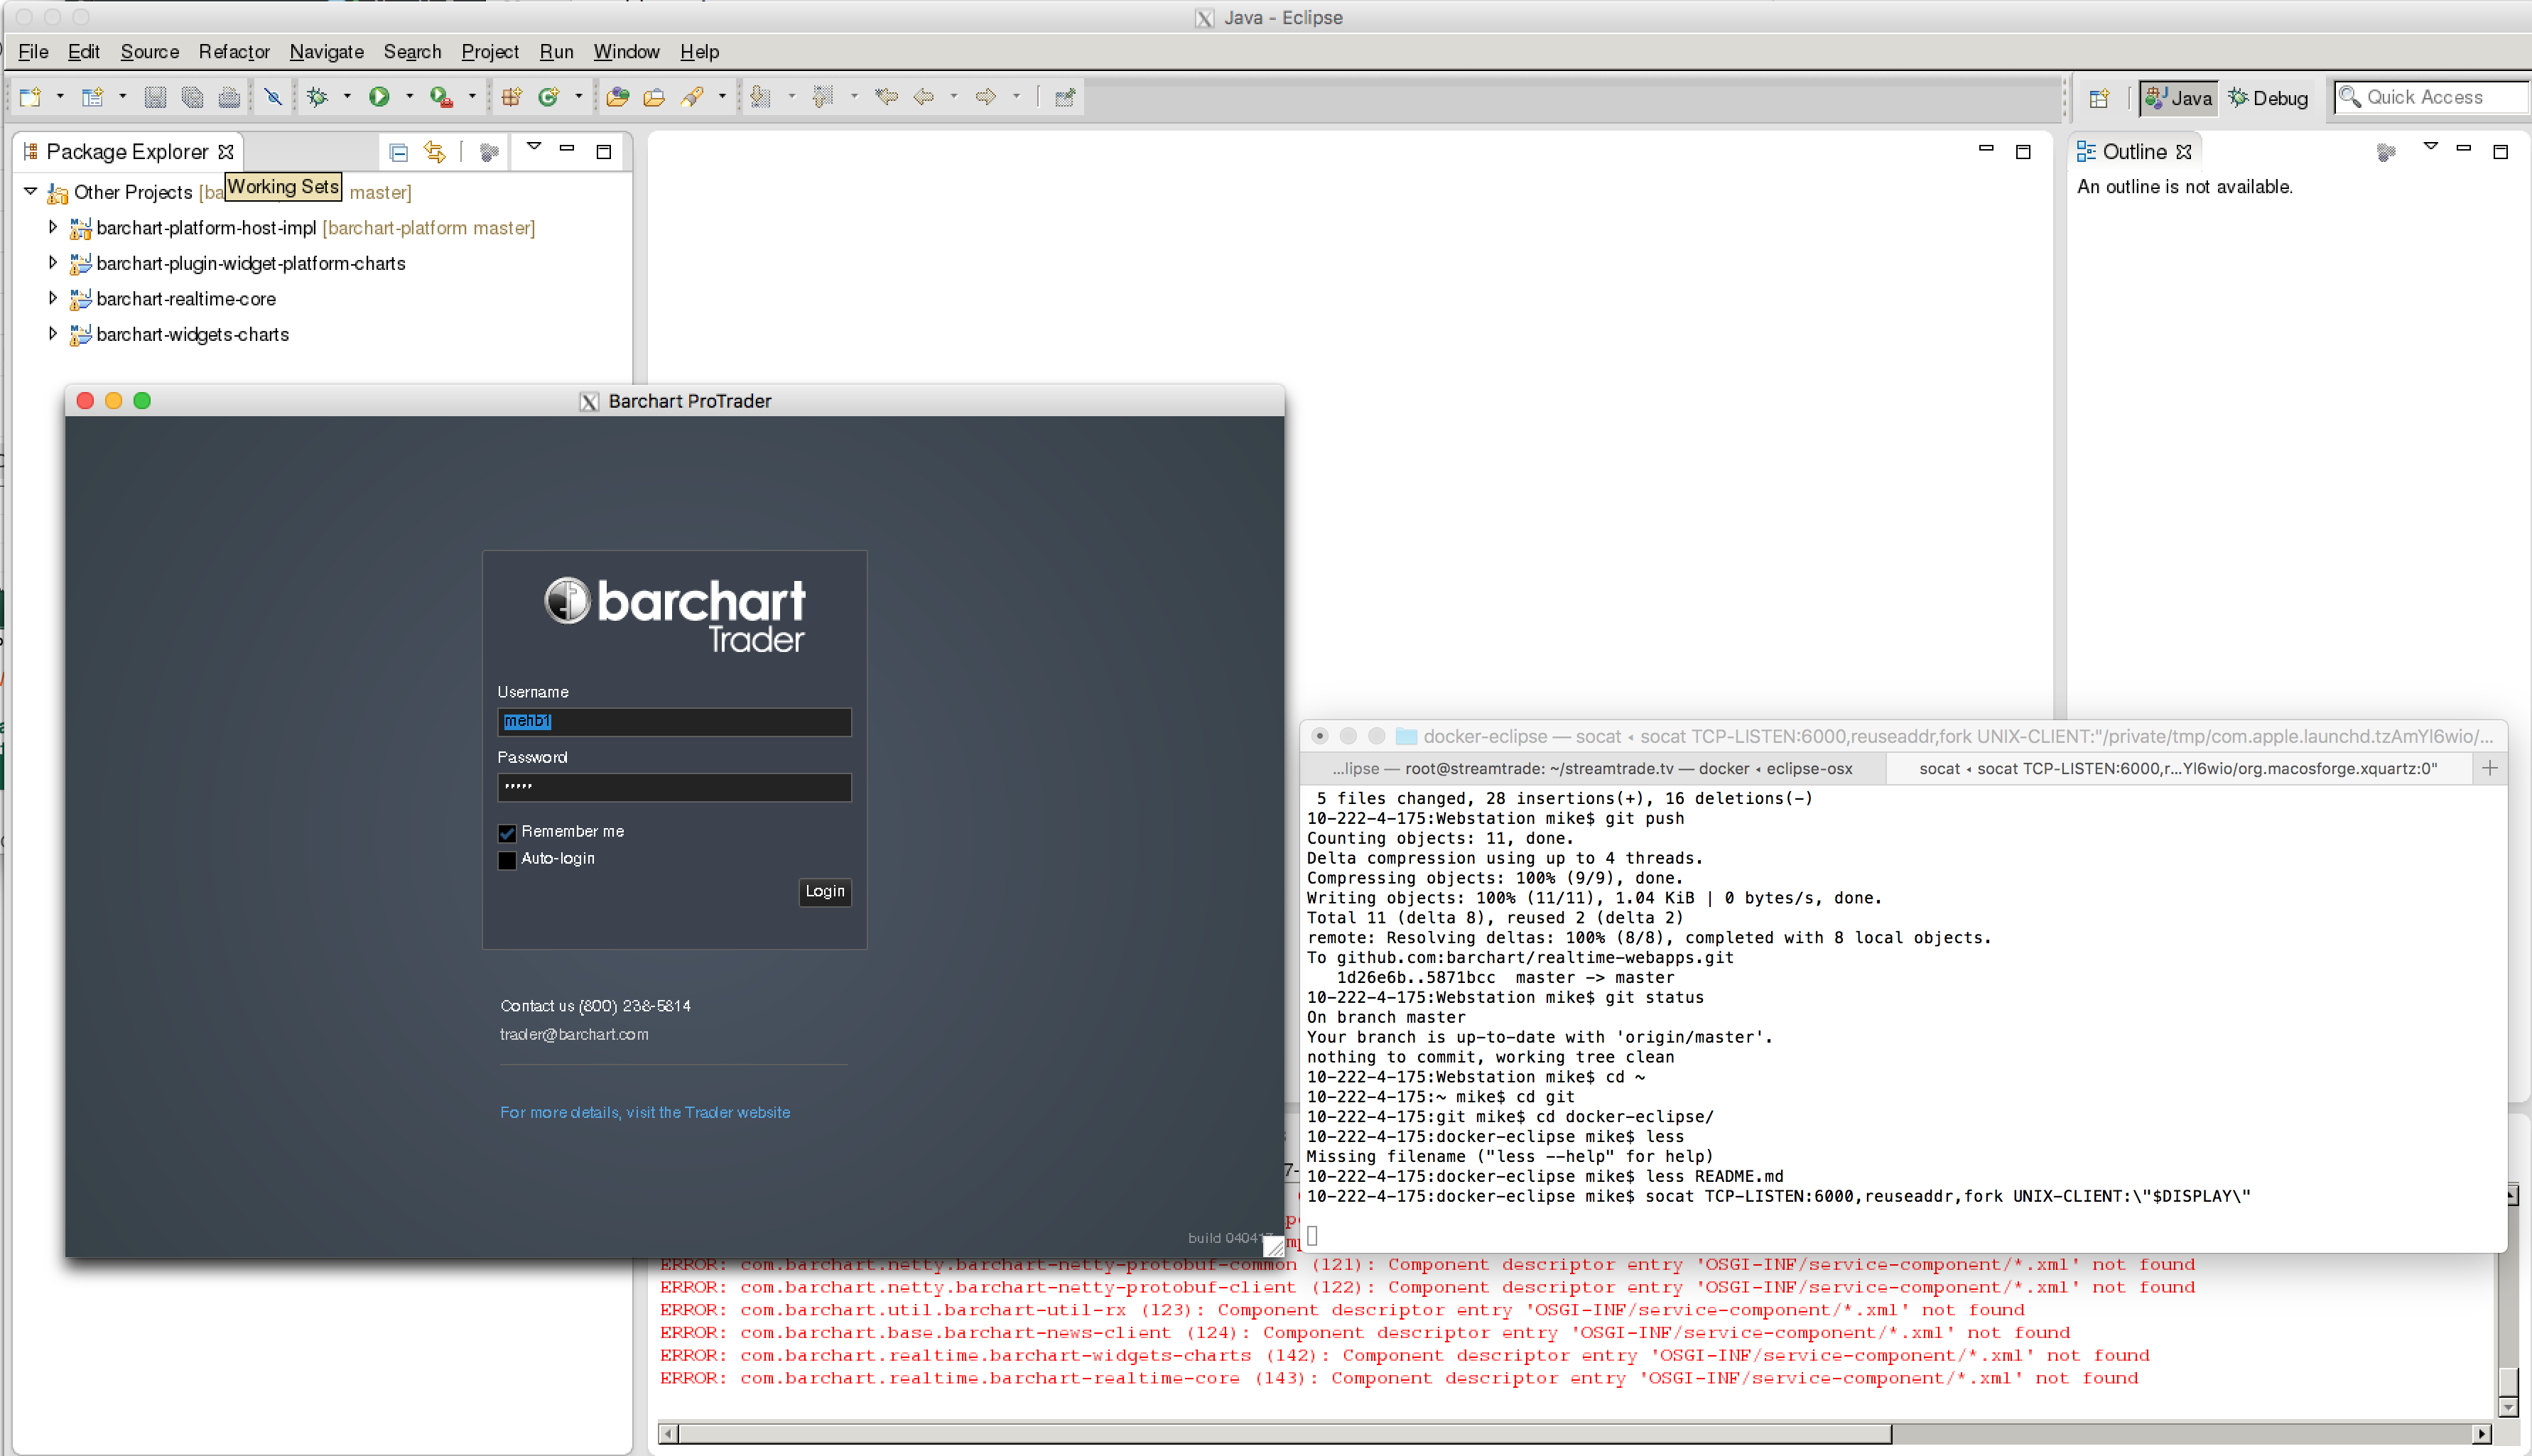 Java - Eclipse
File Edit Source Refactor Navigate Search Project Run Window Help
Java Debug Quick Access
Package Explorer
Other Projects [ba master]
Working Sets
barchart-platform-host-impl [barchart-platform master]
barchart-plugin-widget-platform-charts
barchart-realtime-core
barchart-widgets-charts
Outline
An outline is not available.
Barchart ProTrader
barchart
Trader
Username
mehb1
Password
Remember me
Auto-login
Login
Contact us (800) 238-5814
trader@barchart.com
For more details, visit the Trader website
build 04041
docker-eclipse — socat ◂ socat TCP-LISTEN:6000,reuseaddr,fork UNIX-CLIENT:"/private/tmp/com.apple.launchd.tzAmYl6wio/...
...lipse — root@streamtrade: ~/streamtrade.tv — docker ◂ eclipse-osx
socat ◂ socat TCP-LISTEN:6000,r...Yl6wio/org.macosforge.xquartz:0"
5 files changed, 28 insertions(+), 16 deletions(-)
10-222-4-175:Webstation mike$ git push
Counting objects: 11, done.
Delta compression using up to 4 threads.
Compressing objects: 100% (9/9), done.
Writing objects: 100% (11/11), 1.04 KiB | 0 bytes/s, done.
Total 11 (delta 8), reused 2 (delta 2)
remote: Resolving deltas: 100% (8/8), completed with 8 local objects.
To github.com:barchart/realtime-webapps.git
1d26e6b..5871bcc master -> master
10-222-4-175:Webstation mike$ git status
On branch master
Your branch is up-to-date with 'origin/master'.
nothing to commit, working tree clean
10-222-4-175:Webstation mike$ cd ~
10-222-4-175:~ mike$ cd git
10-222-4-175:git mike$ cd docker-eclipse/
10-222-4-175:docker-eclipse mike$ less
Missing filename ("less --help" for help)
10-222-4-175:docker-eclipse mike$ less README.md
10-222-4-175:docker-eclipse mike$ socat TCP-LISTEN:6000,reuseaddr,fork UNIX-CLIENT:\"$DISPLAY\"
ERROR: com.barchart.netty.barchart-netty-protobuf-common (121): Component descriptor entry 'OSGI-INF/service-component/*.xml' not found
ERROR: com.barchart.netty.barchart-netty-protobuf-client (122): Component descriptor entry 'OSGI-INF/service-component/*.xml' not found
ERROR: com.barchart.util.barchart-util-rx (123): Component descriptor entry 'OSGI-INF/service-component/*.xml' not found
ERROR: com.barchart.base.barchart-news-client (124): Component descriptor entry 'OSGI-INF/service-component/*.xml' not found
ERROR: com.barchart.realtime.barchart-widgets-charts (142): Component descriptor entry 'OSGI-INF/service-component/*.xml' not found
ERROR: com.barchart.realtime.barchart-realtime-core (143): Component descriptor entry 'OSGI-INF/service-component/*.xml' not found